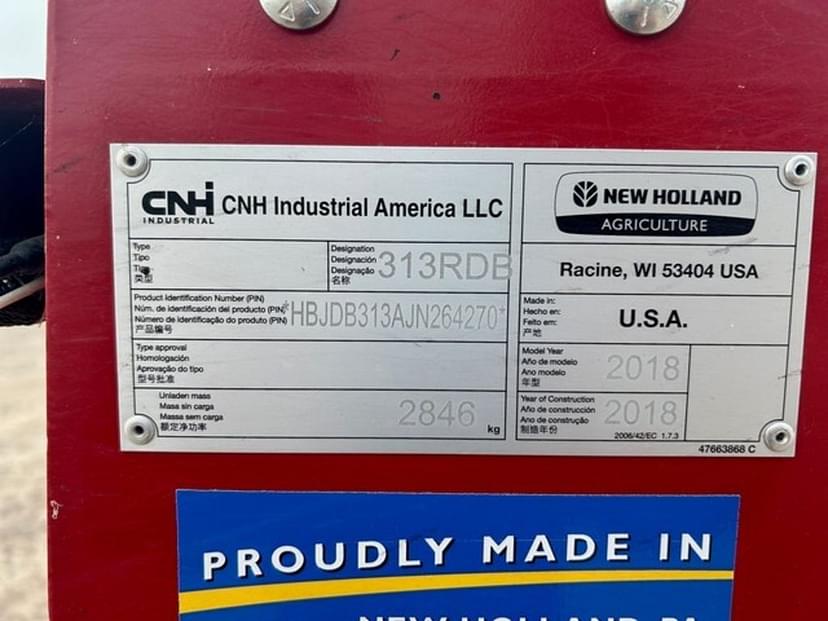 CNH
INDUSTRIAL
CNH Industrial America LLC
NEW HOLLAND
AGRICULTURE
Type
Tipo
Tipo
类型
Designation
Designación
Designação
名称
313RDB
Racine, WI 53404 USA
Product Identification Number (PIN)
Núm. de identificación del producto (PIN)
Número de identificação do produto (PIN)
产品编号
*HBJDB313AJN264270*
Made in:
Hecho en:
Feito em:
产地
U.S.A.
Type approval
Homologación
Aprovação do tipo
型号批准
Model Year
Año de modelo
Ano modelo
年型
2018
Unladen mass
Masa sin carga
Massa sem carga
额定净功率
2846
kg
Year of Construction
Año de construcción
Ano de construção
制造年份
2018
2006/42/EC 1.7.3
47663868 C
PROUDLY MADE IN
NEW HOLLAND, PA